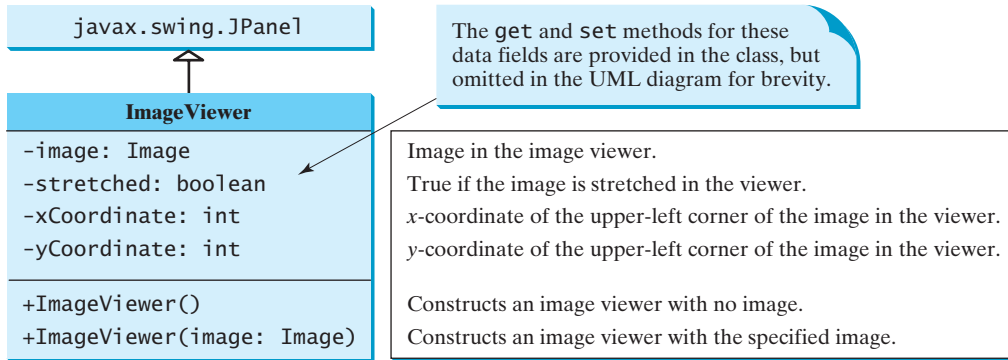 javax.swing.JPanel
The get and set methods for these
data fields are provided in the class, but
omitted in the UML diagram for brevity.
ImageViewer
-image: Image
-stretched: boolean
-xCoordinate: int
-yCoordinate: int
+ImageViewer()
+ImageViewer(image: Image)
Image in the image viewer.
True if the image is stretched in the viewer.
x-coordinate of the upper-left corner of the image in the viewer.
y-coordinate of the upper-left corner of the image in the viewer.
Constructs an image viewer with no image.
Constructs an image viewer with the specified image.